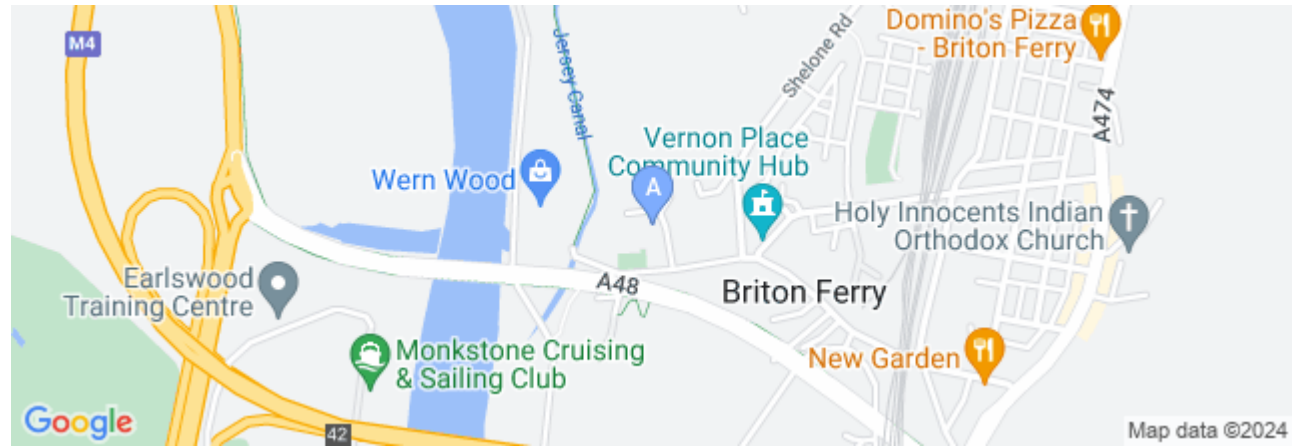 M4
Jersey Canal
Shelone Rd
Domino's Pizza
- Briton Ferry
A474
Vernon Place
Community Hub
Wern Wood
A
Holy Innocents Indian
Orthodox Church
Earlswood
Training Centre
A48
Briton Ferry
Monkstone Cruising
& Sailing Club
New Garden
Google
42
Map data ©2024